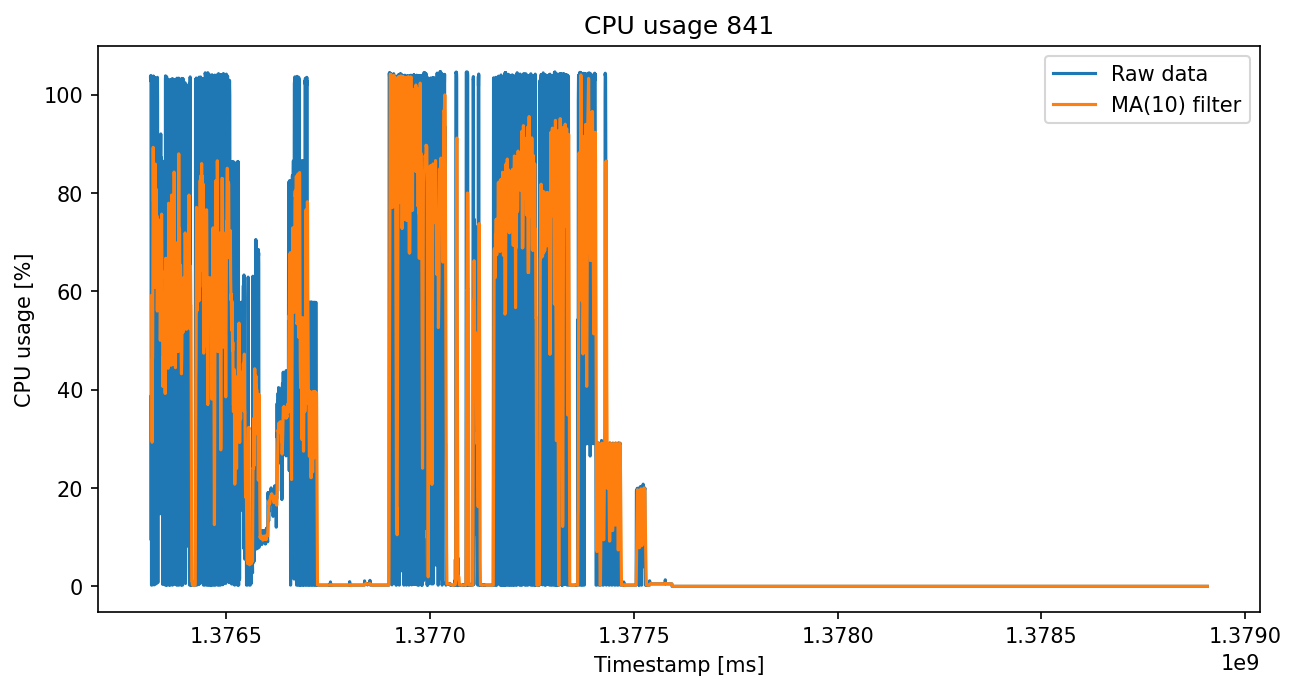 CPU usage 841
Raw data
MA(10) filter
CPU usage [%]
100
80
60
40
20
0
1.3765 1.3770 1.3775 1.3780 1.3785 1.3790
1e9
Timestamp [ms]